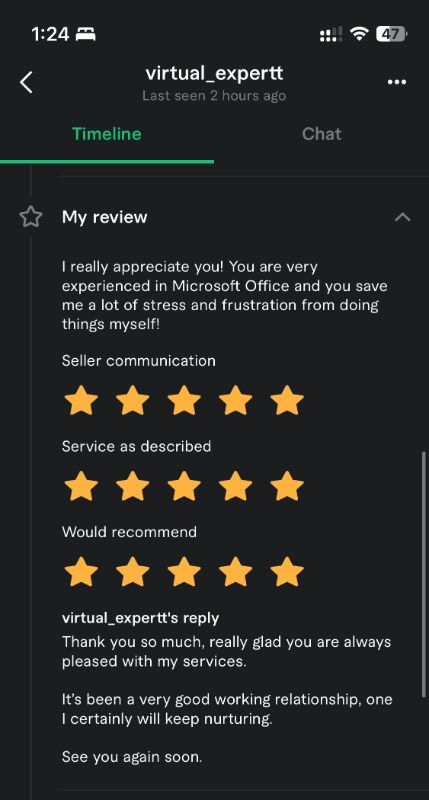 1:24
47
virtual_expertt
Last seen 2 hours ago
Timeline
Chat
My review
I really appreciate you! You are very
experienced in Microsoft Office and you save
me a lot of stress and frustration from doing
things myself!
Seller communication
Service as described
Would recommend
virtual_expertt's reply
Thank you so much, really glad you are always
pleased with my services.
It's been a very good working relationship, one
I certainly will keep nurturing.
See you again soon.